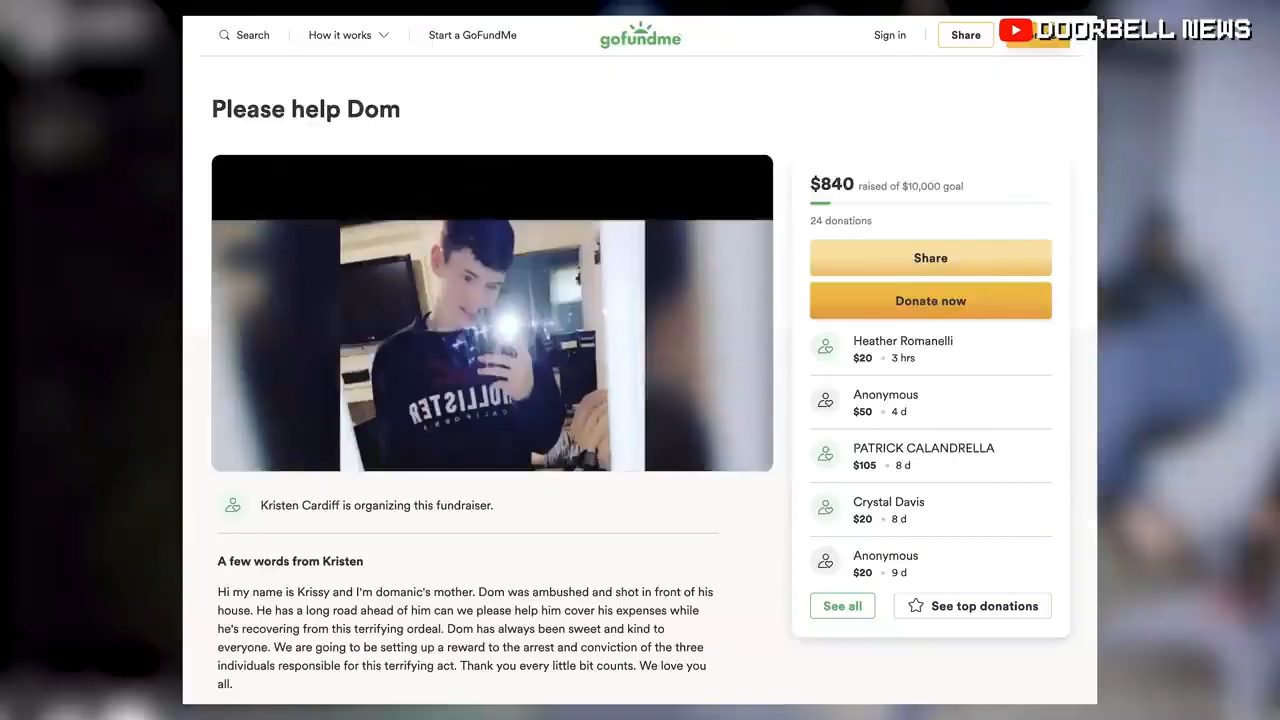 DOORBELL NEWS
Search
How it works
Start a GoFundMe
gofundme
Sign in
Share
Please help Dom
HOLLISTER
CALIFORNIA
$840 raised of $10,000 goal
24 donations
Share
Donate now
Heather Romanelli
$20 • 3 hrs
Anonymous
$50 • 4 d
PATRICK CALANDRELLA
$105 • 8 d
Crystal Davis
$20 • 8 d
Anonymous
$20 • 9 d
See all
See top donations
Kristen Cardiff is organizing this fundraiser.
A few words from Kristen
Hi my name is Krissy and I'm domanic's mother. Dom was ambushed and shot in front of his
house. He has a long road ahead of him can we please help him cover his expenses while
he's recovering from this terrifying ordeal. Dom has always been sweet and kind to
everyone. We are going to be setting up a reward to the arrest and conviction of the three
individuals responsible for this terrifying act. Thank you every little bit counts. We love you
all.